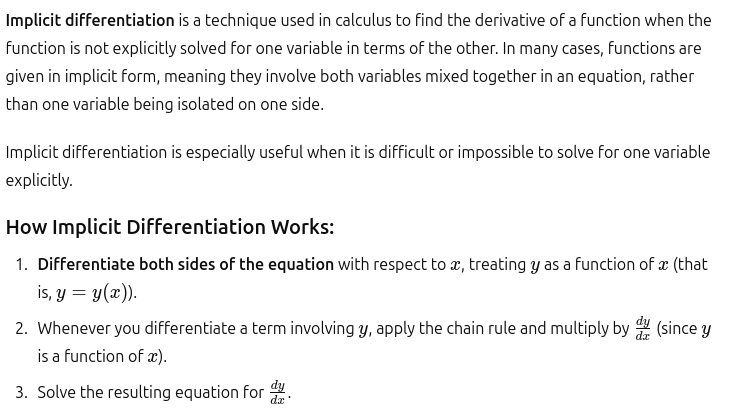 Implicit differentiation is a technique used in calculus to find the derivative of a function when the
function is not explicitly solved for one variable in terms of the other. In many cases, functions are
given in implicit form, meaning they involve both variables mixed together in an equation, rather
than one variable being isolated on one side.
Implicit differentiation is especially useful when it is difficult or impossible to solve for one variable
explicitly.
How Implicit Differentiation Works:
1. Differentiate both sides of the equation with respect to x, treating y as a function of x (that
is, y = y(x)).
2. Whenever you differentiate a term involving y, apply the chain rule and multiply by dy/dx (since y
is a function of x).
3. Solve the resulting equation for dy/dx.